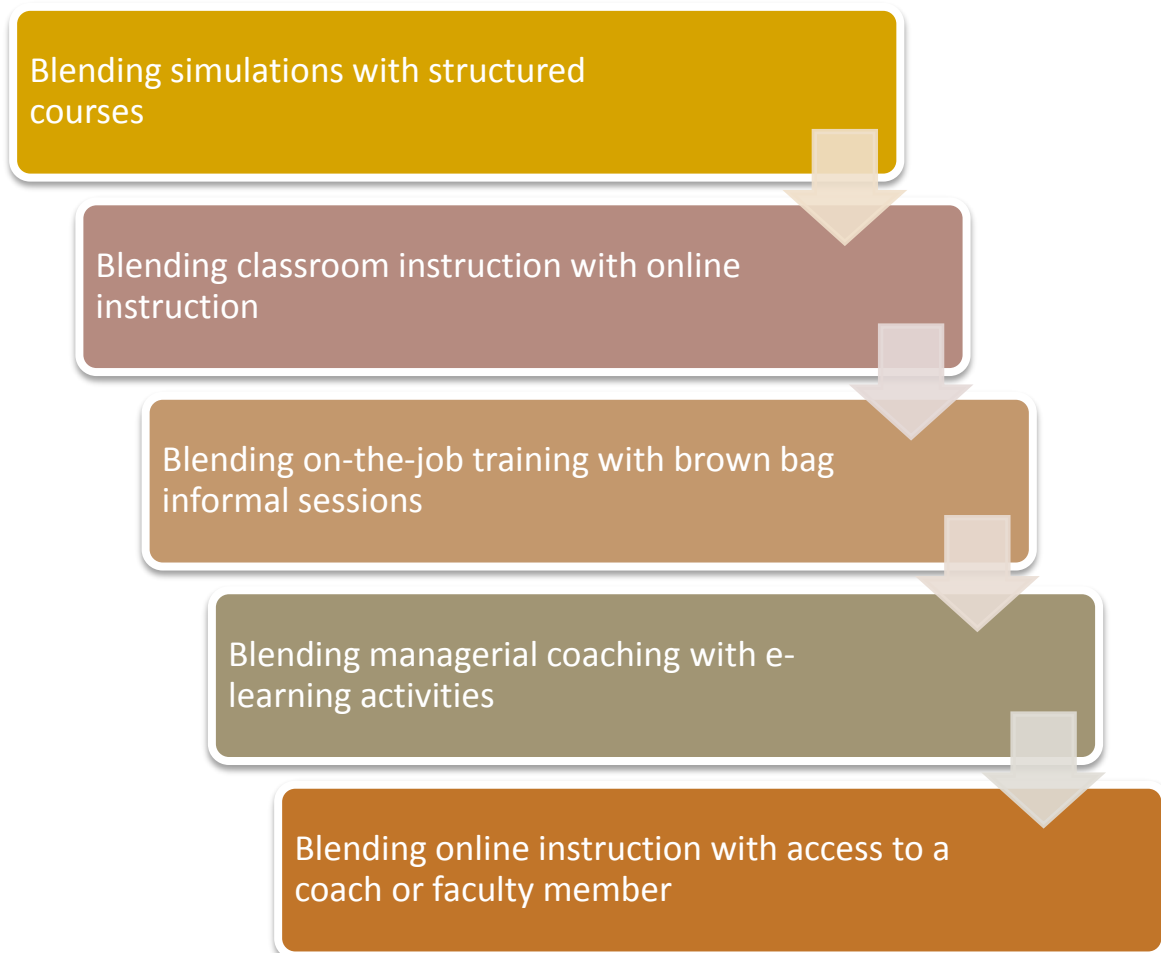 Blending simulations with structured
courses
Blending classroom instruction with online
instruction
Blending on-the-job training with brown bag
informal sessions
Blending managerial coaching with e-
learning activities
Blending online instruction with access to a
coach or faculty member